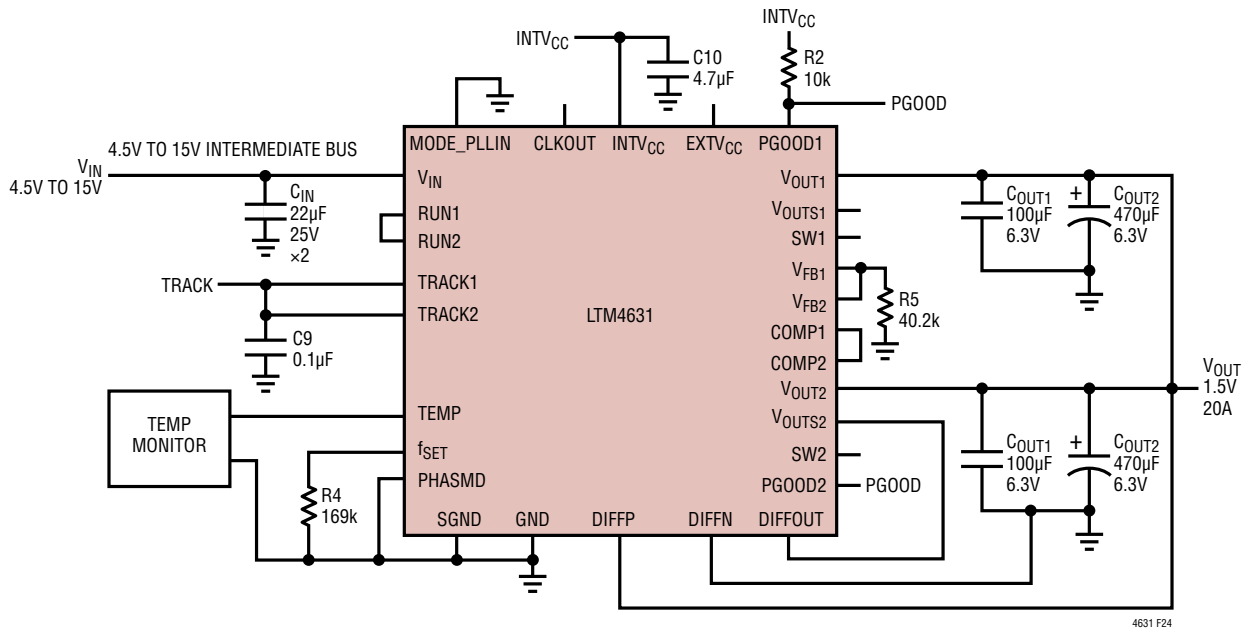 INTVCC
INTVCC
C10
4.7µF
R2
10k
PGOOD
MODE_PLLIN
CLKOUT
INTVCC
EXTVCC
PGOOD1
4.5V TO 15V INTERMEDIATE BUS
VIN
4.5V TO 15V
CIN
22µF
25V
×2
VIN
RUN1
RUN2
TRACK
TRACK1
TRACK2
C9
0.1µF
LTM4631
TEMP
MONITOR
TEMP
fSET
PHASMD
R4
169k
SGND
GND
DIFFP
DIFFN
DIFFOUT
VOUT1
VOUTS1
SW1
VFB1
VFB2
COMP1
COMP2
VOUT2
VOUTS2
SW2
PGOOD2
PGOOD
R5
40.2k
COUT1
100µF
6.3V
+
COUT2
470µF
6.3V
VOUT
1.5V
20A
COUT1
100µF
6.3V
+
COUT2
470µF
6.3V
4631 F24